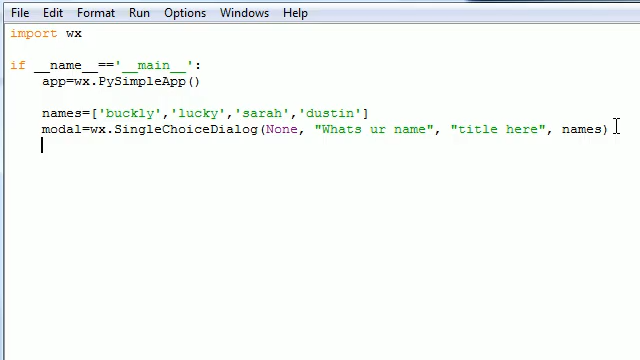 File Edit Format Run Options Windows Help
import wx
if __name__=='__main__':
app=wx.PySimpleApp()
names=['buckly','lucky','sarah','dustin']
modal=wx.SingleChoiceDialog(None, "Whats ur name", "title here", names)